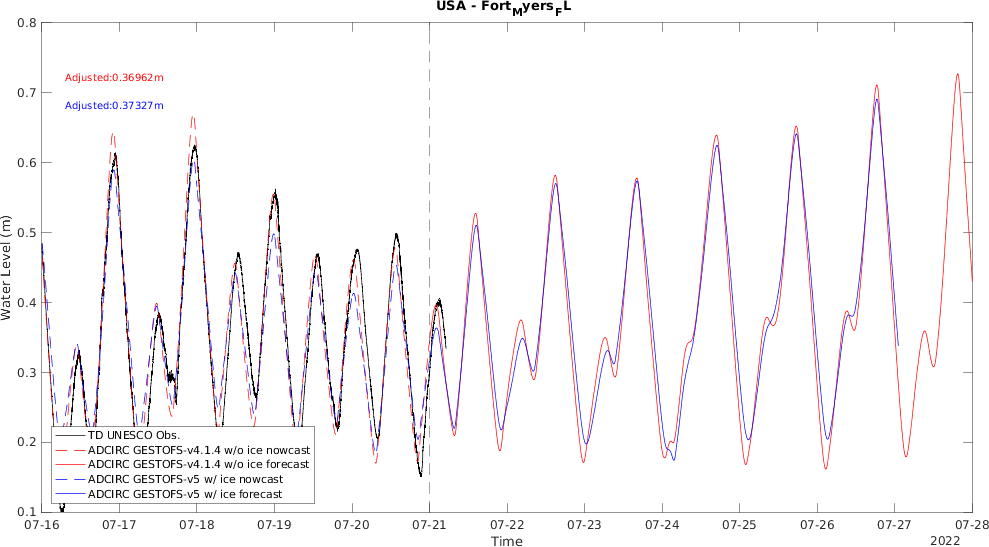 USA - Fort_Myers_FL
Adjusted:0.36962m
Adjusted:0.37327m
Water Level (m)
0.8
0.7
0.6
0.5
0.4
0.3
0.2
0.1
TD UNESCO Obs.
ADCIRC GESTOFS-v4.1.4 w/o ice nowcast
ADCIRC GESTOFS-v4.1.4 w/o ice forecast
ADCIRC GESTOFS-v5 w/ ice nowcast
ADCIRC GESTOFS-v5 w/ ice forecast
07-16 07-17 07-18 07-19 07-20 07-21 07-22 07-23 07-24 07-25 07-26 07-27 07-28
Time
2022